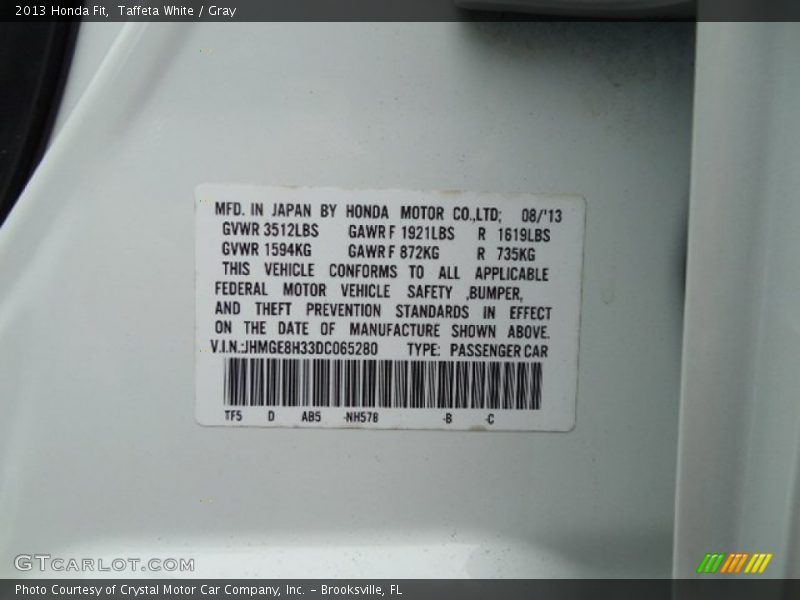 2013 Honda Fit, Taffeta White / Gray
MFD. IN JAPAN BY HONDA MOTOR CO.,LTD; 08/'13
GVWR 3512LBS GAWR F 1921LBS R 1619LBS
GVWR 1594KG GAWR F 872KG R 735KG
THIS VEHICLE CONFORMS TO ALL APPLICABLE
FEDERAL MOTOR VEHICLE SAFETY ,BUMPER,
AND THEFT PREVENTION STANDARDS IN EFFECT
ON THE DATE OF MANUFACTURE SHOWN ABOVE.
V.I.N.:JHMGE8H33DC065280 TYPE: PASSENGER CAR
TF5 D AB5 -NH578 -B -C
GTCARLOT.COM
Photo Courtesy of Crystal Motor Car Company, Inc. – Brooksville, FL